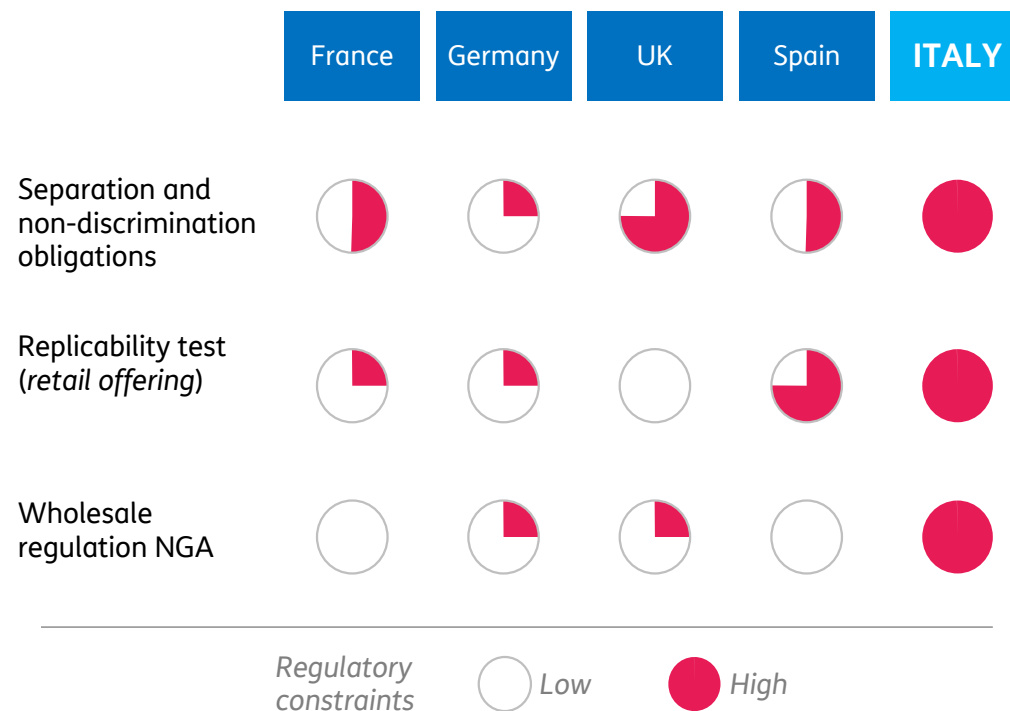 France Germany UK Spain ITALY
Separation and
non-discrimination
obligations
Replicability test
(retail offering)
Wholesale
regulation NGA
Regulatory
constraints
Low
High